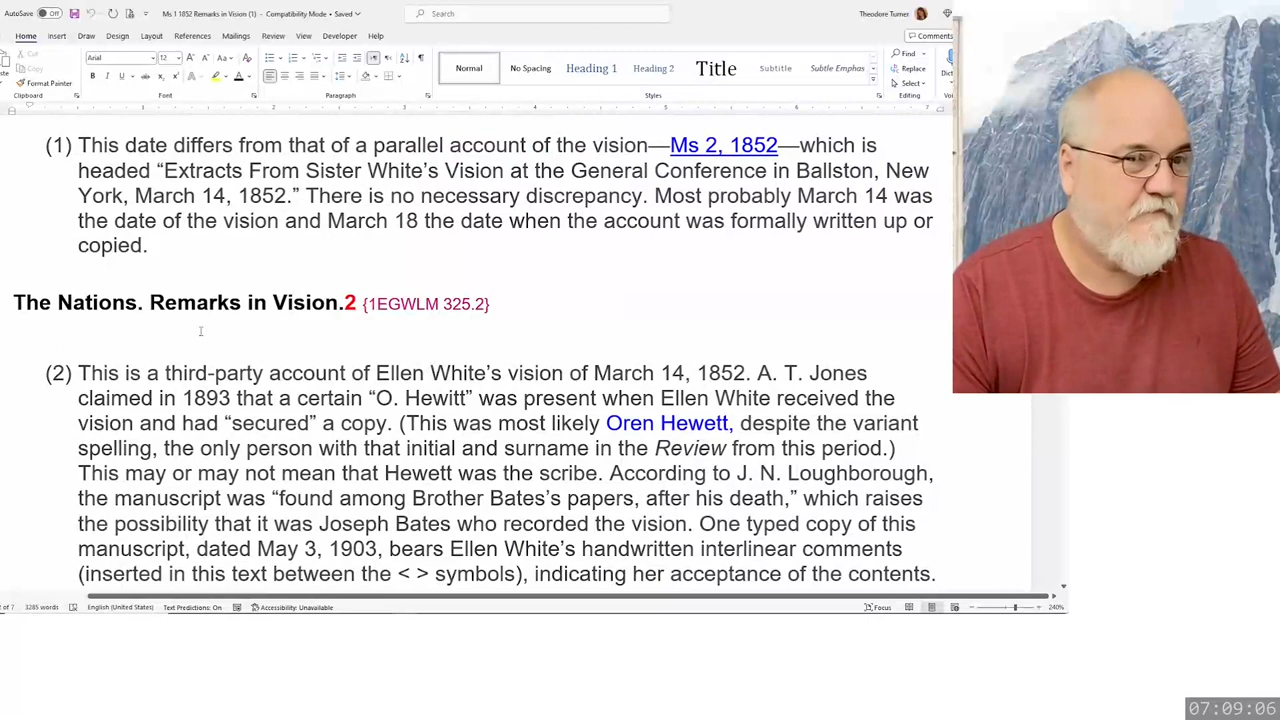 AutoSave Off Ms 1 1852 Remarks in Vision (1) - Compatibility Mode • Saved Search Theodore Turner
Home Insert Draw Design Layout References Mailings Review View Developer Help Comments
Cut
Copy
Format Painter
Clipboard
Arial 12
Font
Paragraph
Normal No Spacing Heading 1 Heading 2 Title Subtitle Subtle Emphas
Styles
Find
Replace
Select
Editing
(1) This date differs from that of a parallel account of the vision—Ms 2, 1852—which is
headed “Extracts From Sister White’s Vision at the General Conference in Ballston, New
York, March 14, 1852.” There is no necessary discrepancy. Most probably March 14 was
the date of the vision and March 18 the date when the account was formally written up or
copied.
The Nations. Remarks in Vision.2 {1EGWLM 325.2}
(2) This is a third-party account of Ellen White’s vision of March 14, 1852. A. T. Jones
claimed in 1893 that a certain “O. Hewitt” was present when Ellen White received the
vision and had “secured” a copy. (This was most likely Oren Hewett, despite the variant
spelling, the only person with that initial and surname in the Review from this period.)
This may or may not mean that Hewett was the scribe. According to J. N. Loughborough,
the manuscript was “found among Brother Bates’s papers, after his death,” which raises
the possibility that it was Joseph Bates who recorded the vision. One typed copy of this
manuscript, dated May 3, 1903, bears Ellen White’s handwritten interlinear comments
(inserted in this text between the < > symbols), indicating her acceptance of the contents.
of 7 3285 words English (United States) Text Predictions: On Accessibility: Unavailable Focus 240%
07:09:06